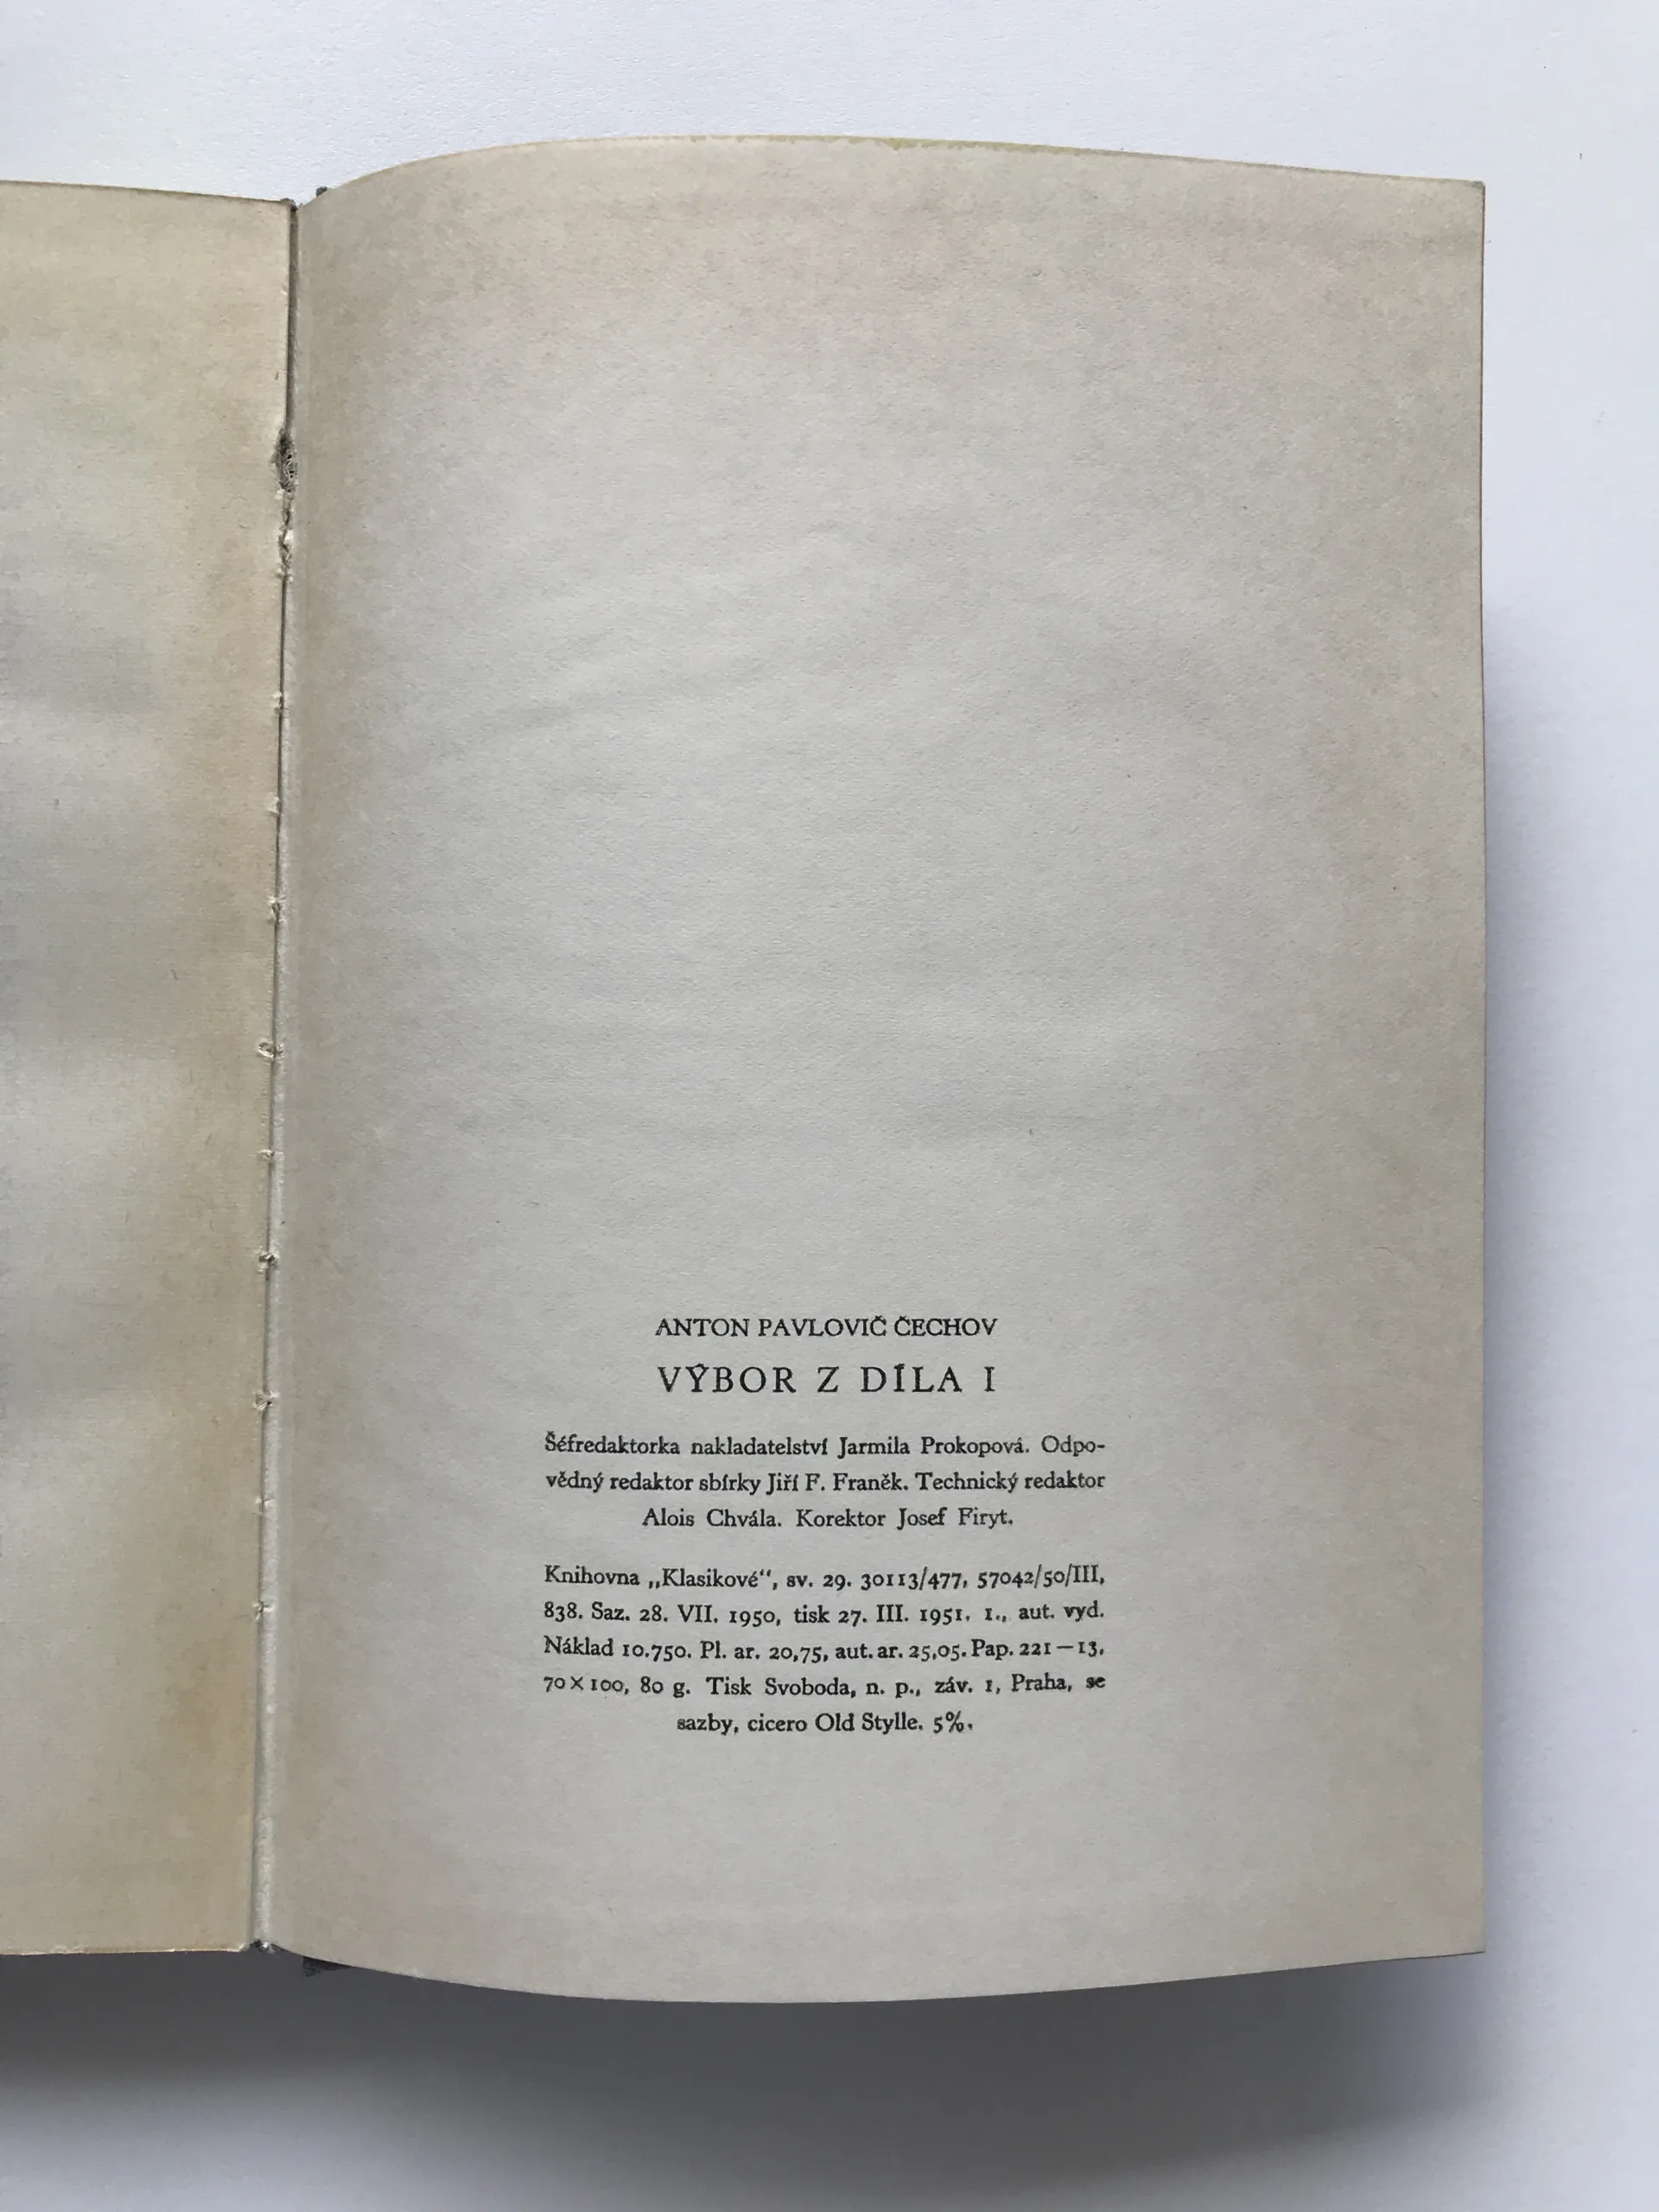 ANTON PAVLOVIČ ČECHOV
VÝBOR Z DÍLA I
Šéfredaktorka nakladatelství Jarmila Prokopová. Odpo-
vědný redaktor sbírky Jiří F. Franěk. Technický redaktor
Alois Chvála. Korektor Josef Firyt.
Knihovna „Klasikové“, sv. 29. 30113/477, 57042/50/III,
838. Saz. 28. VII. 1950, tisk 27. III. 1951. 1., aut. vyd.
Náklad 10.750. Pl. ar. 20,75, aut. ar. 25,05. Pap. 221—13,
70×100, 80 g. Tisk Svoboda, n. p., záv. 1, Praha, se
sazby, cicero Old Stylle. 5%.